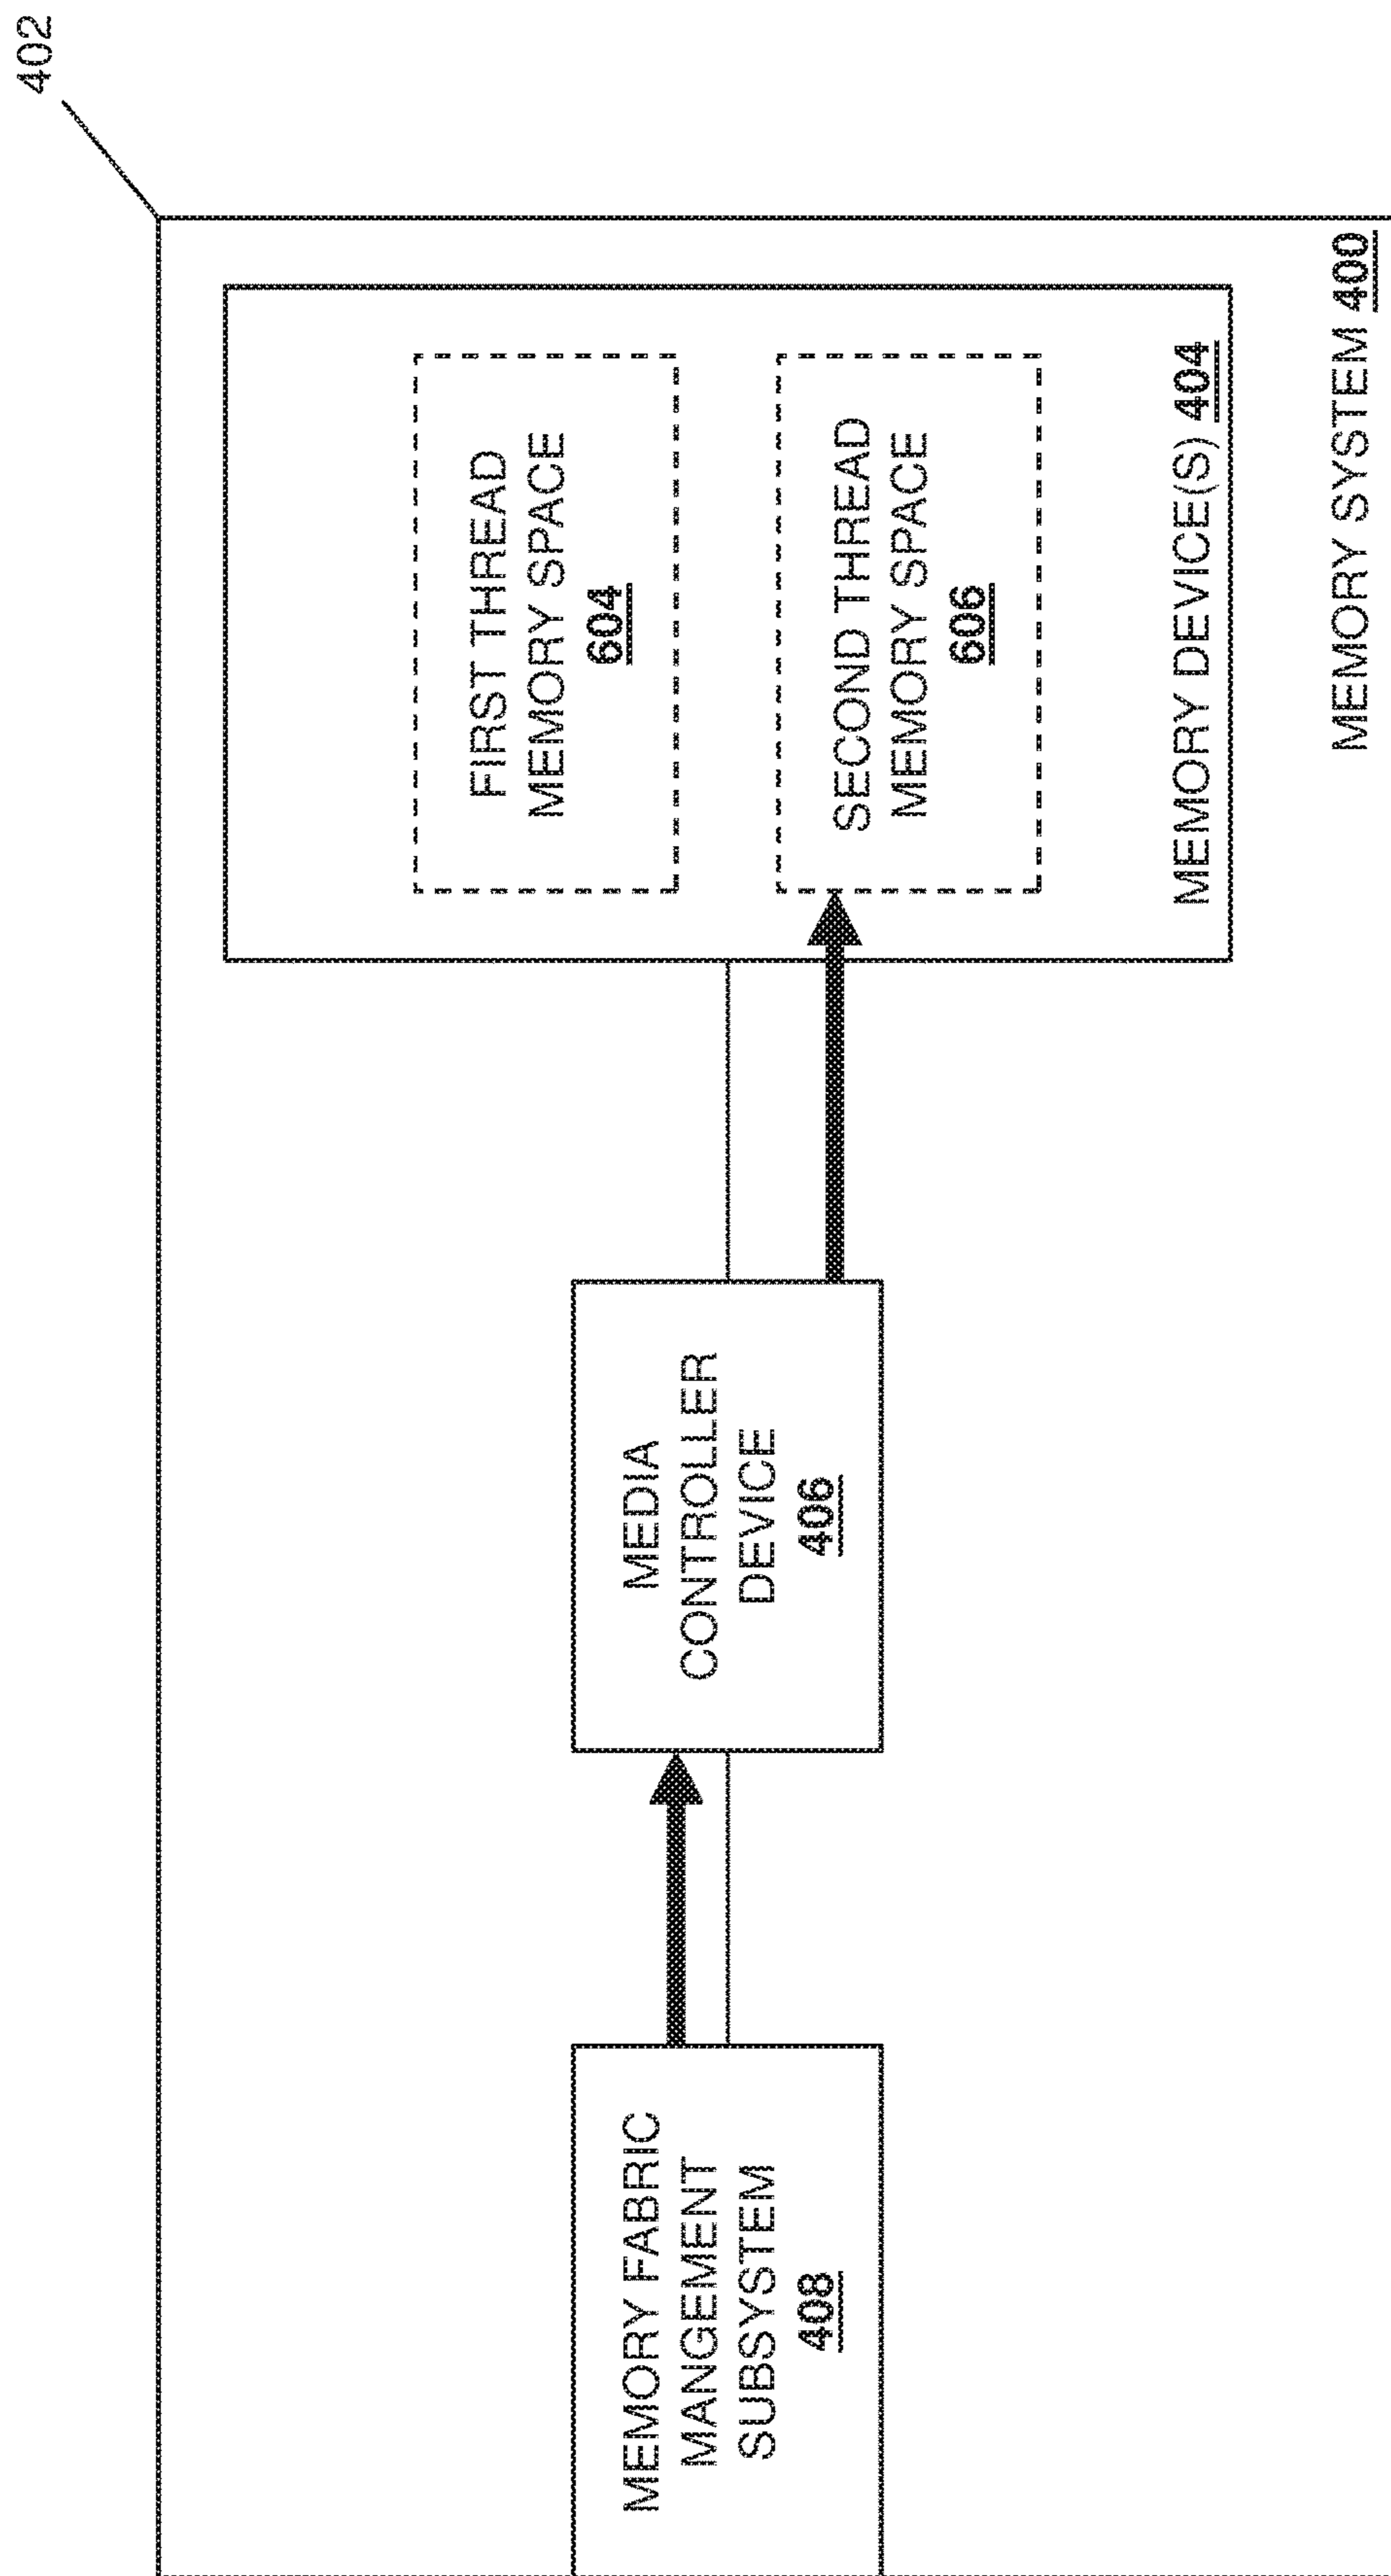 402
MEMORY FABRIC
MANGEMENT
SUBSYSTEM
408
MEDIA
CONTROLLER
DEVICE
406
FIRST THREAD
MEMORY SPACE
604
SECOND THREAD
MEMORY SPACE
606
MEMORY DEVICE(S) 404
MEMORY SYSTEM 400